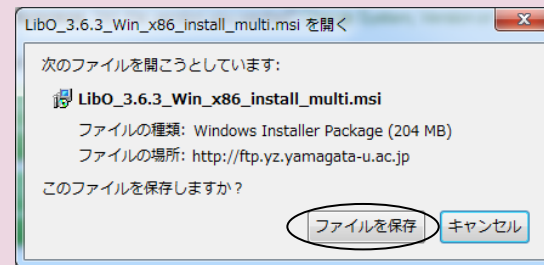 LibO_3.6.3_Win_x86_install_multi.msi を開く
次のファイルを開こうとしています:
LibO_3.6.3_Win_x86_install_multi.msi
ファイルの種類: Windows Installer Package (204 MB)
ファイルの場所: http://ftp.yz.yamagata-u.ac.jp
このファイルを保存しますか?
ファイルを保存 キャンセル